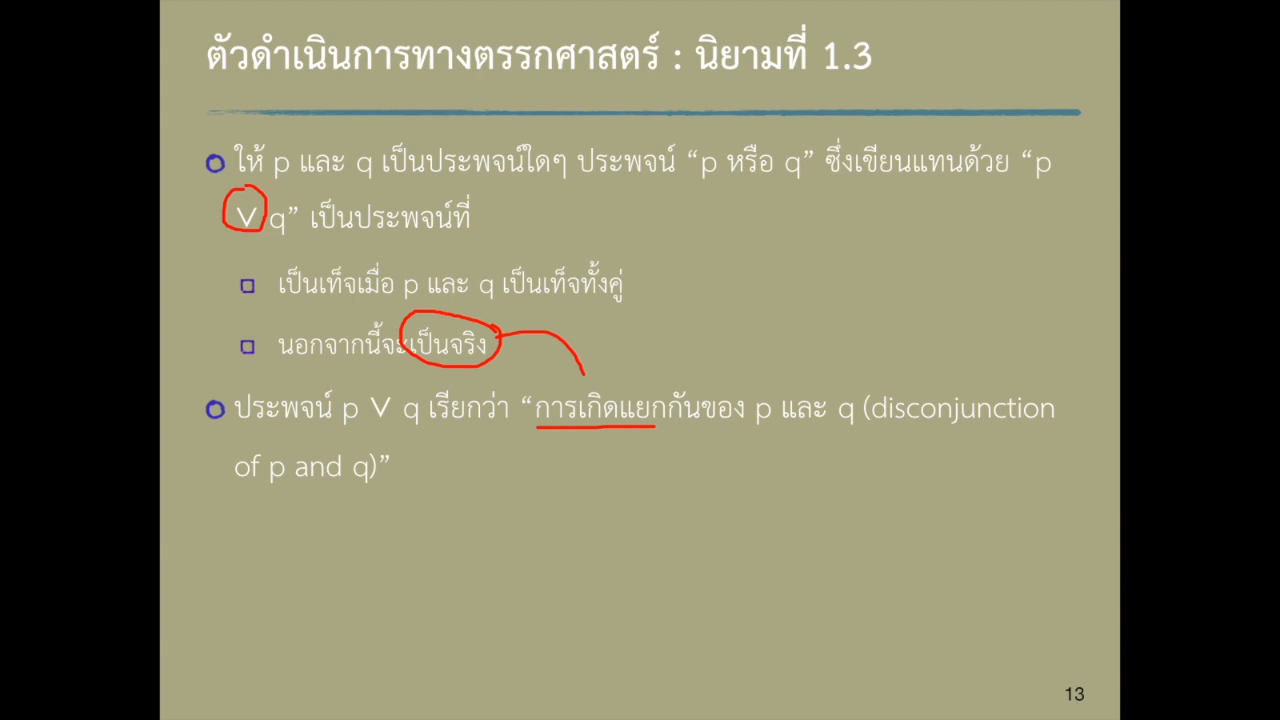 ตัวดำเนินการทางตรรกศาสตร์ : นิยามที่ 1.3
ให้ p และ q เป็นประพจน์ใดๆ ประพจน์ “p หรือ q” ซึ่งเขียนแทนด้วย “p
∨ q” เป็นประพจน์ที่
เป็นเท็จเมื่อ p และ q เป็นเท็จทั้งคู่
นอกจากนี้จะเป็นจริง
ประพจน์ p ∨ q เรียกว่า “การเกิดแยกกันของ p และ q (disconjunction
of p and q)”
13